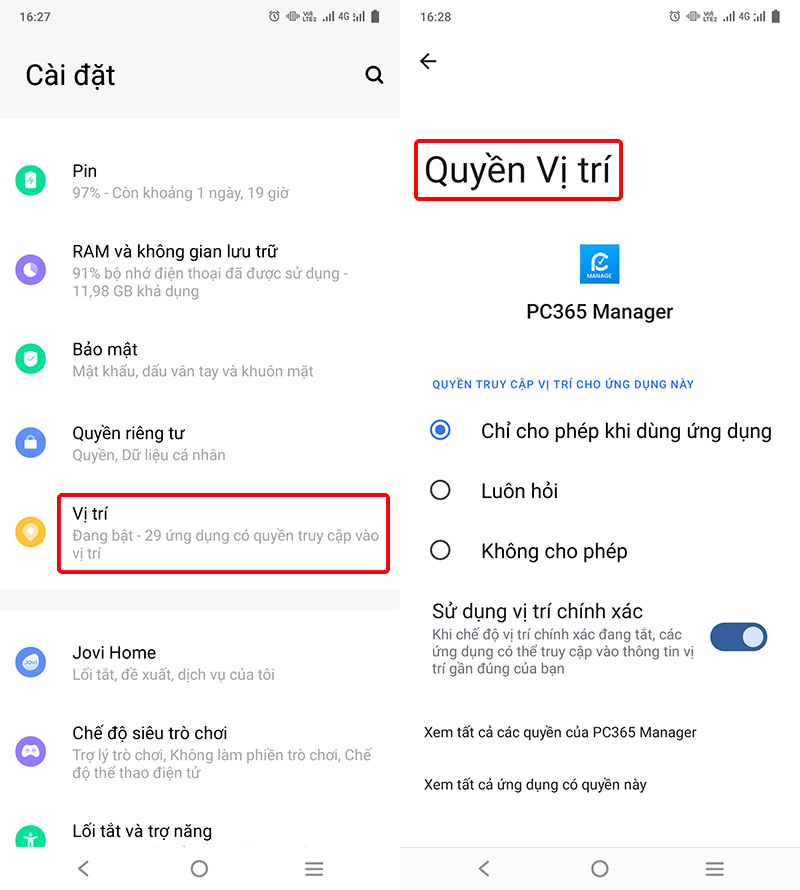 16:27
4G
Cài đặt
Pin
97% - Còn khoảng 1 ngày, 19 giờ
RAM và không gian lưu trữ
91% bộ nhớ điện thoại đã được sử dụng -
11,98 GB khả dụng
Bảo mật
Mật khẩu, dấu vân tay và khuôn mặt
Quyền riêng tư
Quyền, Dữ liệu cá nhân
Vị trí
Đang bật - 29 ứng dụng có quyền truy cập vào
vị trí
Jovi Home
JOVI
Lối tắt, đề xuất, dịch vụ của tôi
Chế độ siêu trò chơi
Trợ lý trò chơi, Không làm phiền trò chơi, Chế
độ thể thao điện tử
Lối tắt và trợ năng
16:28
4G
Quyền Vị trí
MANAGE
PC365 Manager
QUYỀN TRUY CẬP VỊ TRÍ CHO ỨNG DỤNG NÀY
Chỉ cho phép khi dùng ứng dụng
Luôn hỏi
Không cho phép
Sử dụng vị trí chính xác
Khi chế độ vị trí chính xác đang tắt, các
ứng dụng có thể truy cập vào thông tin vị
trí gần đúng của bạn
Xem tất cả các quyền của PC365 Manager
Xem tất cả ứng dụng có quyền này